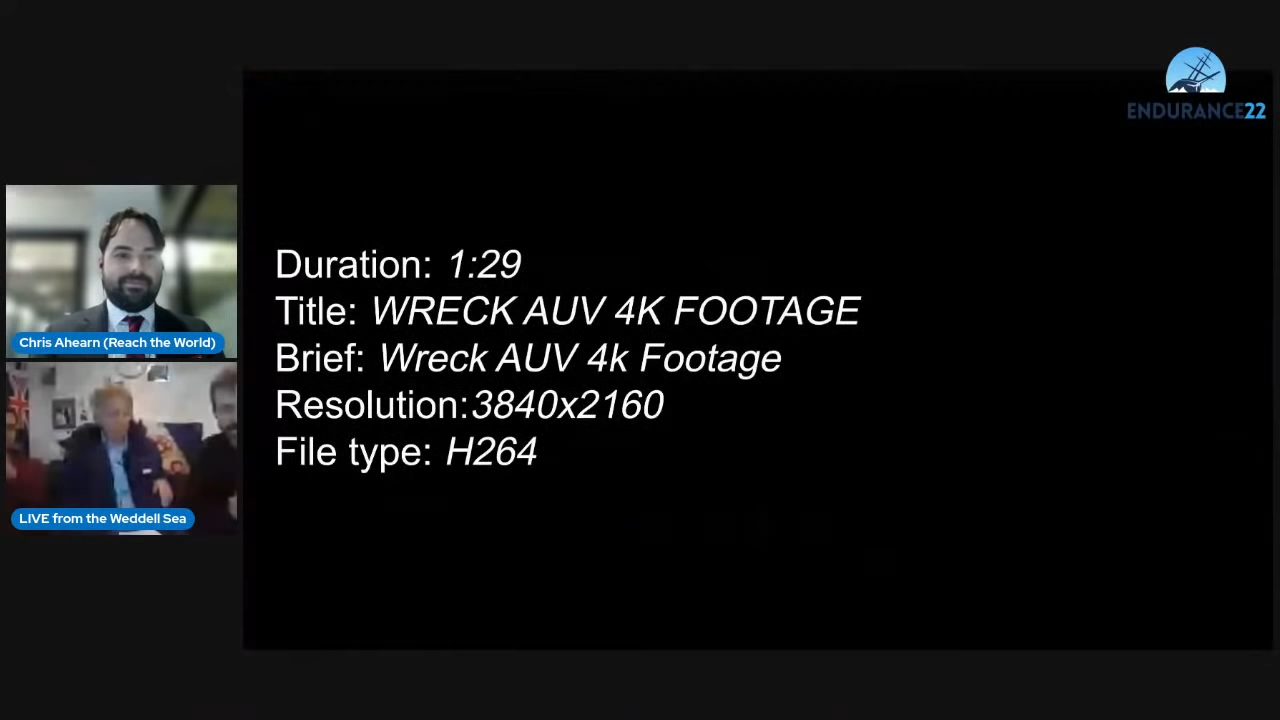 ENDURANCE22
Duration: 1:29
Title: WRECK AUV 4K FOOTAGE
Brief: Wreck AUV 4k Footage
Resolution:3840x2160
File type: H264
Chris Ahearn (Reach the World)
LIVE from the Weddell Sea